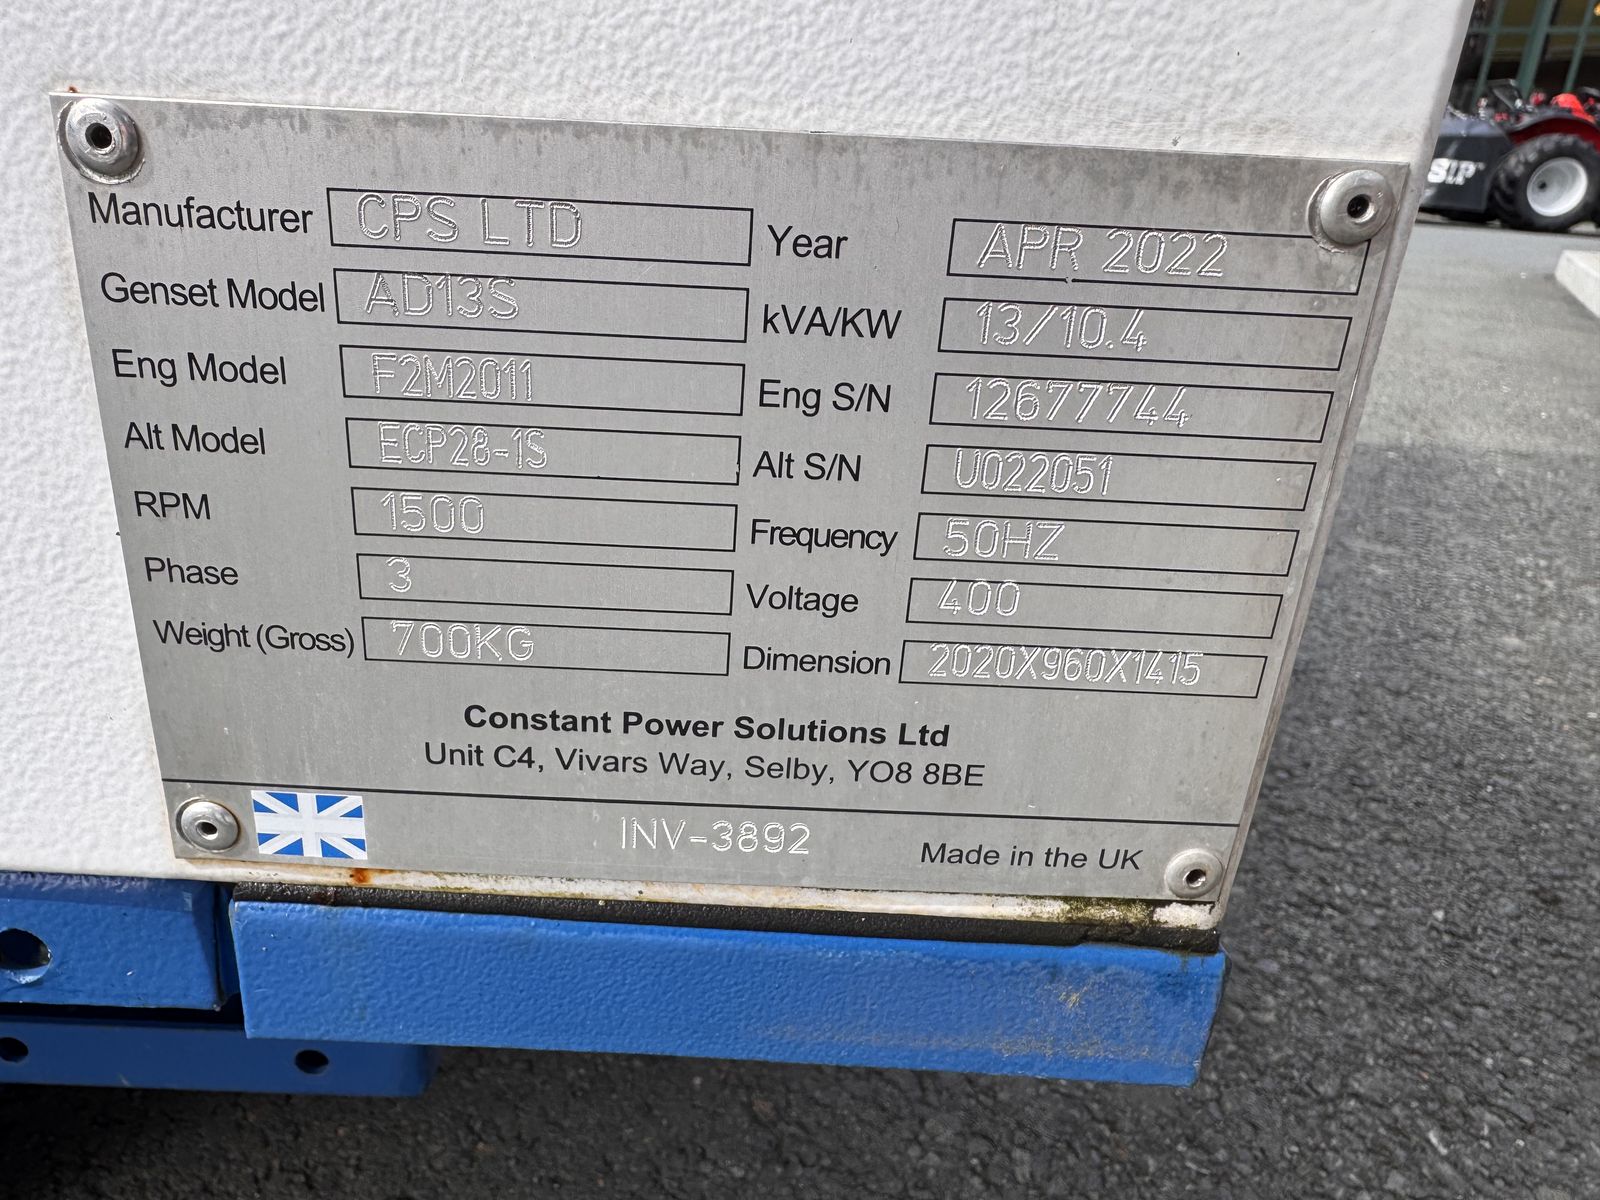 Manufacturer CPS LTD Year APR 2022
Genset Model AD13S kVA/KW 13/10.4
Eng Model F2M2011 Eng S/N 12677744
Alt Model ECP28-1S Alt S/N U022051
RPM 1500 Frequency 50HZ
Phase 3 Voltage 400
Weight (Gross) 700KG Dimension 2020X960X1415
Constant Power Solutions Ltd
Unit C4, Vivars Way, Selby, YO8 8BE
INV-3892 Made in the UK
SIP